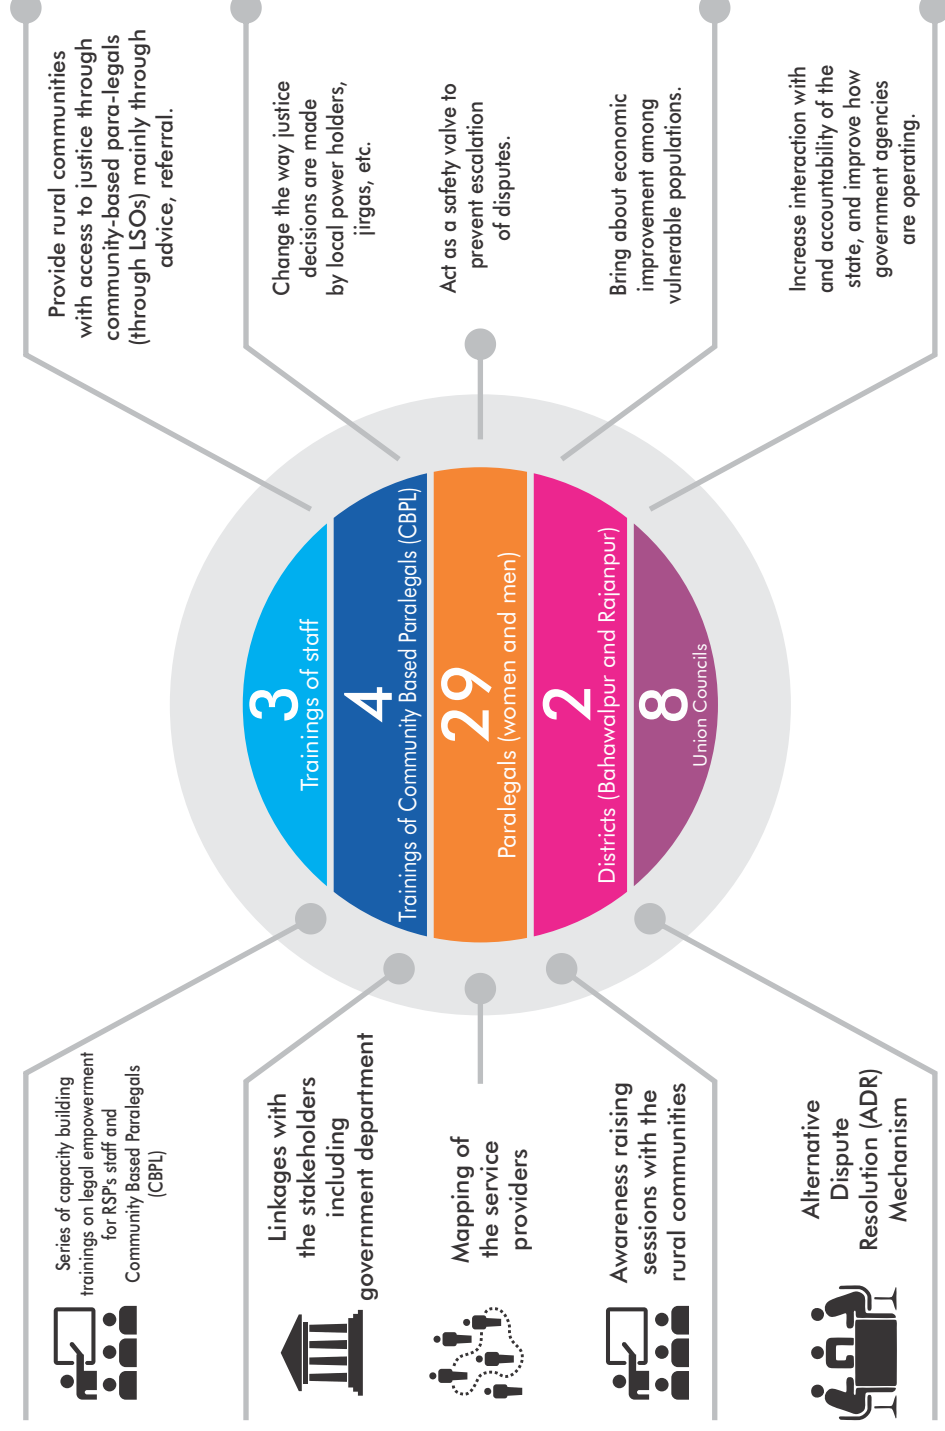 Series of capacity building
trainings on legal empowerment
for RSP's staff and
Community Based Paralegals
(CBPL)
Linkages with
the stakeholders
including
government department
Mapping of
the service
providers
Awareness raising
sessions with the
rural communities
Alternative
Dispute
Resolution (ADR)
Mechanism
3
Trainings of staff
4
Trainings of Community Based Paralegals (CBPL)
29
Paralegals (women and men)
2
Districts (Bahawalpur and Rajanpur)
8
Union Councils
Provide rural communities
with access to justice through
community-based para-legals
(through LSOs) mainly through
advice, referral.
Change the way justice
decisions are made
by local power holders,
jirgas, etc.
Act as a safety valve to
prevent escalation
of disputes.
Bring about economic
improvement among
vulnerable populations.
Increase interaction with
and accountability of the
state, and improve how
government agencies
are operating.